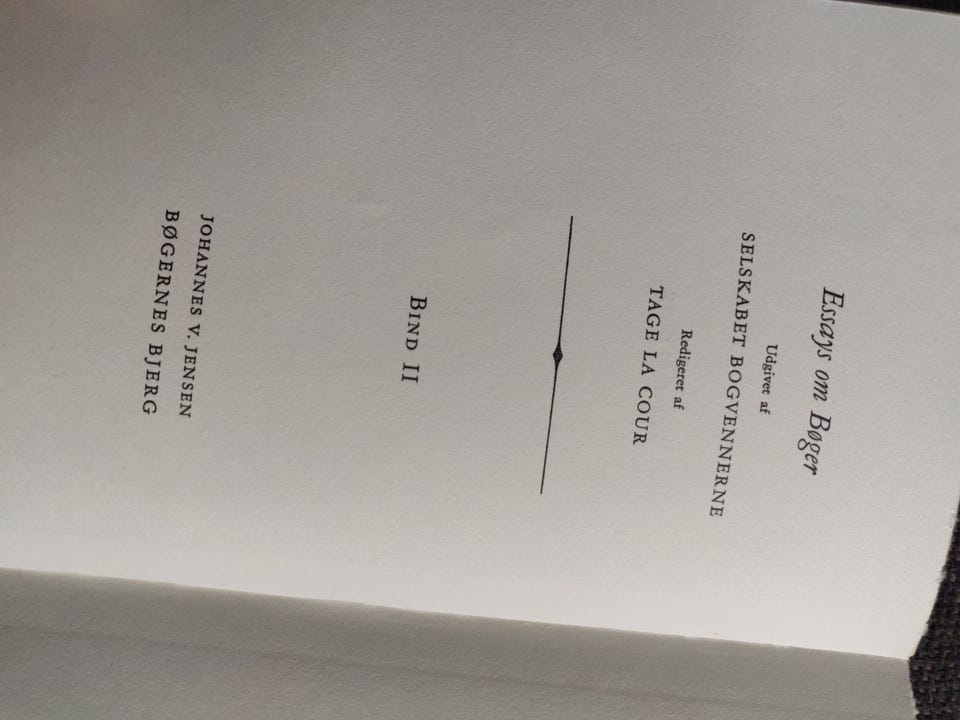 Essays om Bøger
Udgivet af
SELSKABET BOGVENNERNE
Redigeret af
TAGE LA COUR
BIND II
JOHANNES V. JENSEN
BØGERNES BJERG